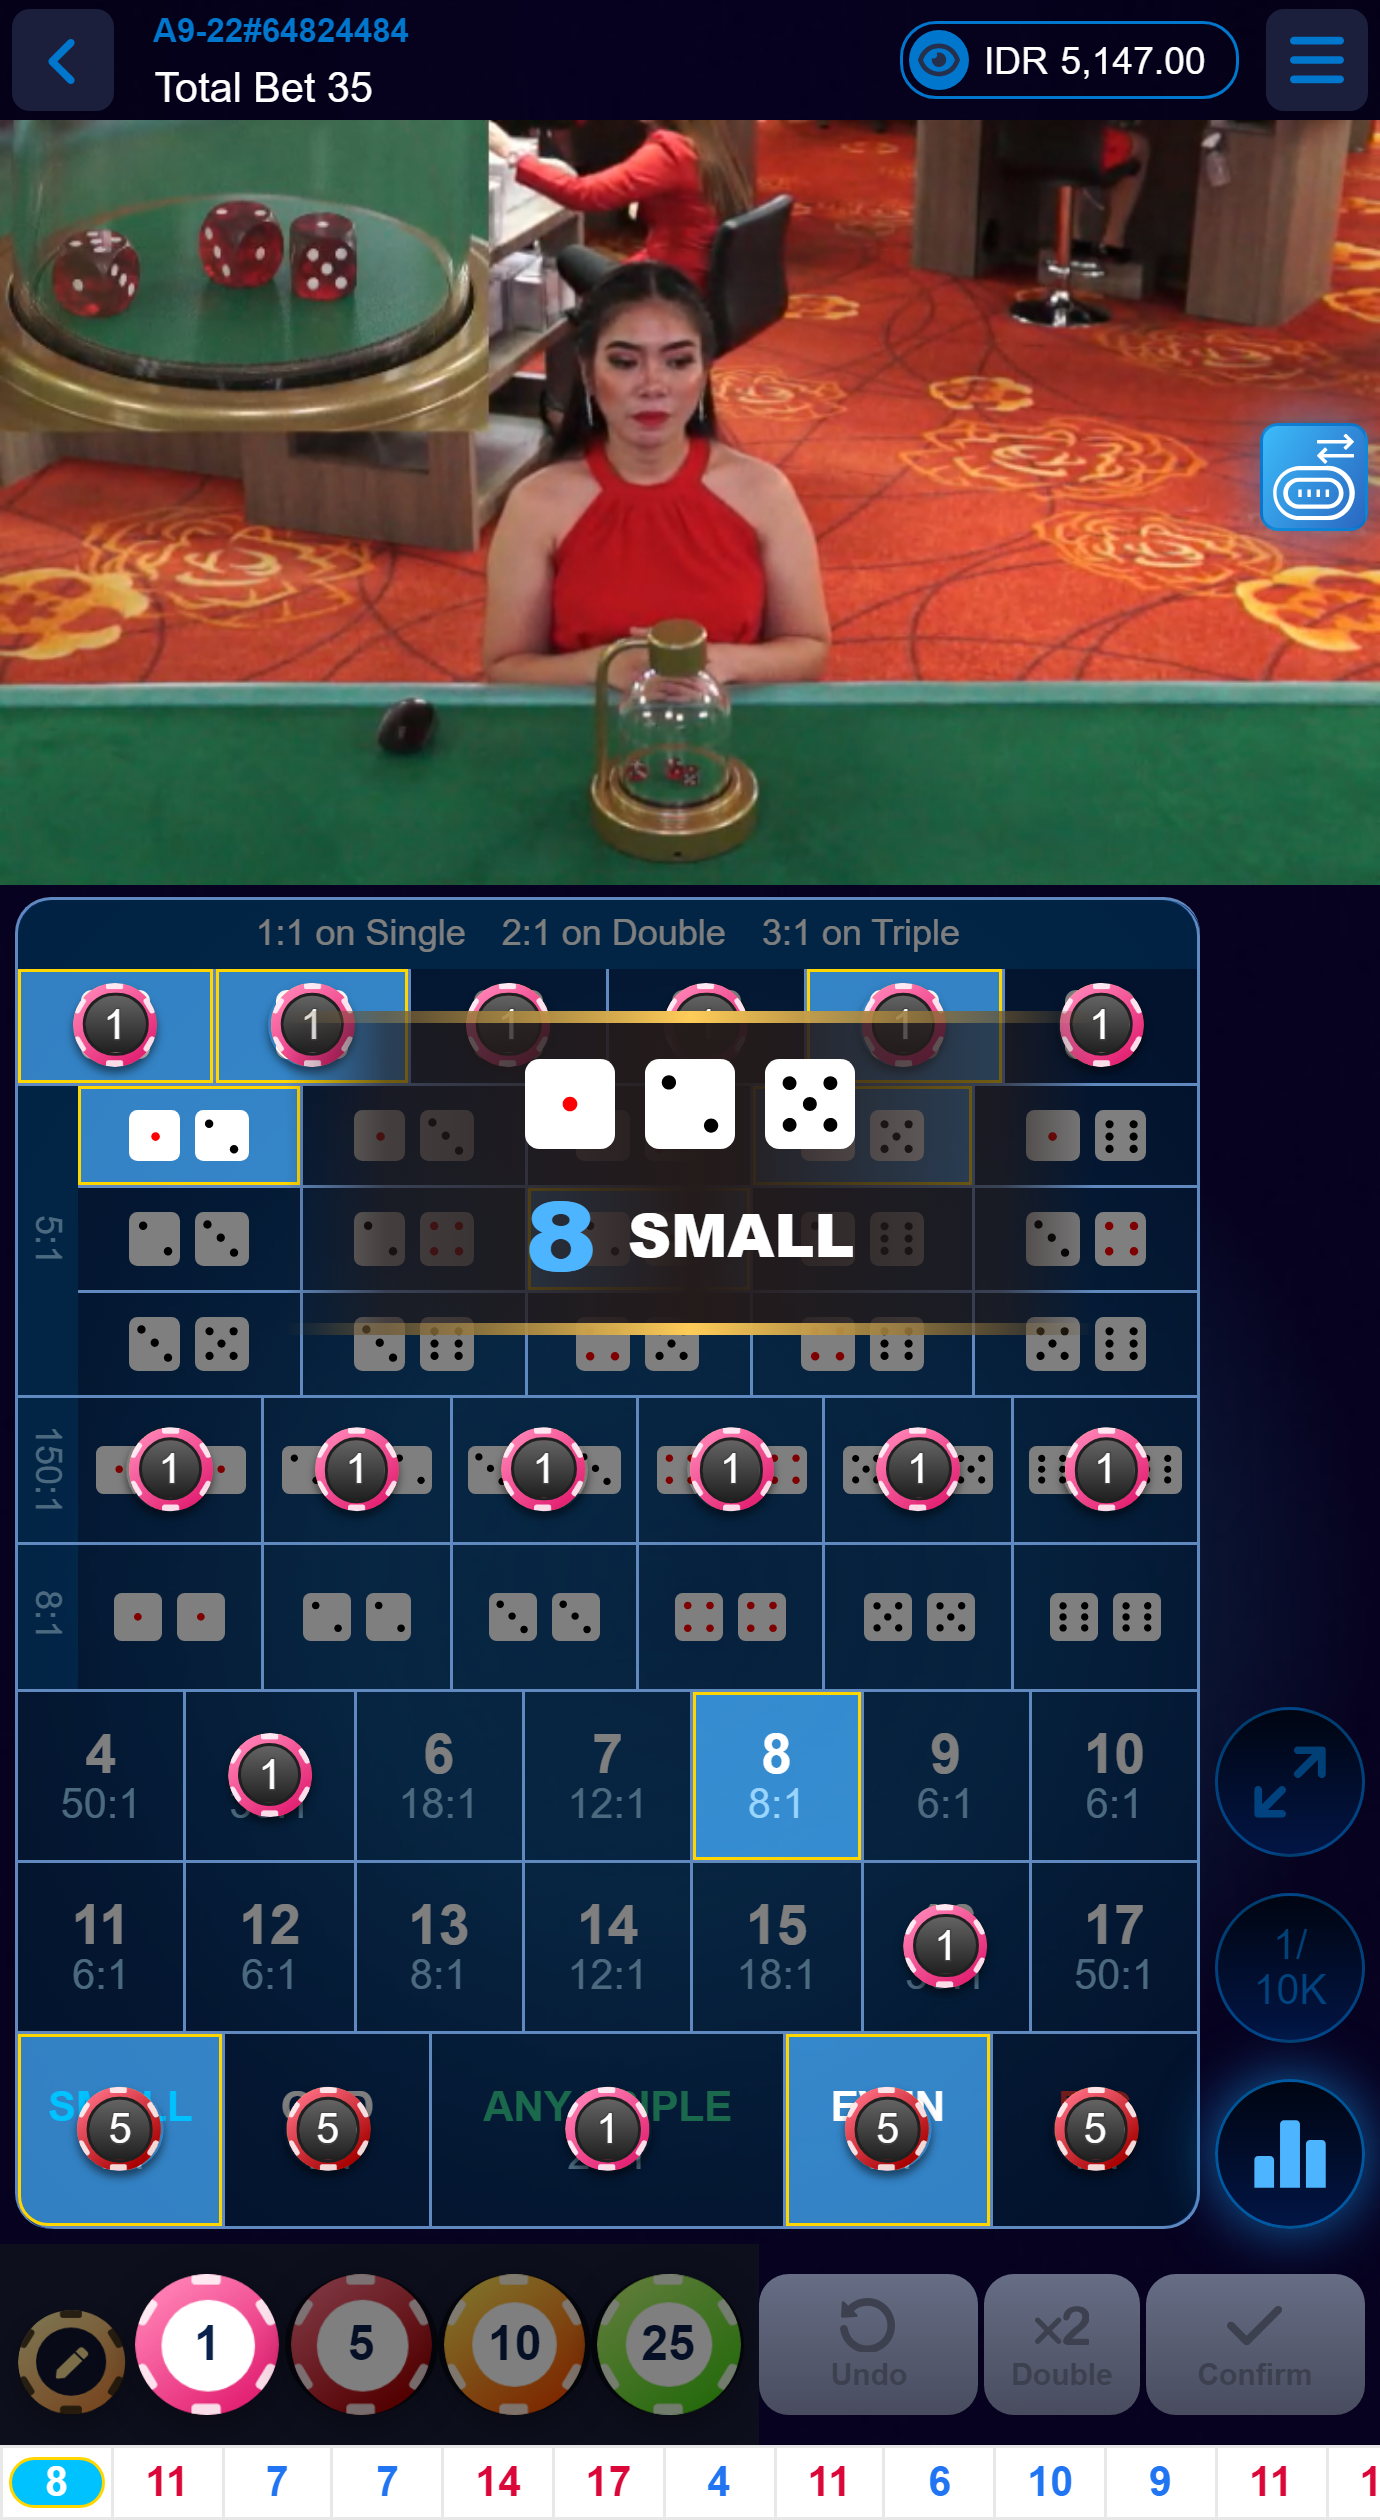 A9-22#64824484
Total Bet 35
IDR 5,147.00
1:1 on Single 2:1 on Double 3:1 on Triple
1 1 1 1 1 1
8 SMALL
5:1
150:1
1 1 1 1 1 1
8:1
4 1 6 7 8 9 10
50:1 18:1 12:1 8:1 6:1 6:1
11 12 13 14 15 1 17
6:1 6:1 8:1 12:1 18:1 50:1
1/
10K
5 5 1 5 5
1 5 10 25
x2
Undo Double Confirm
8 11 7 7 14 17 4 11 6 10 9 11